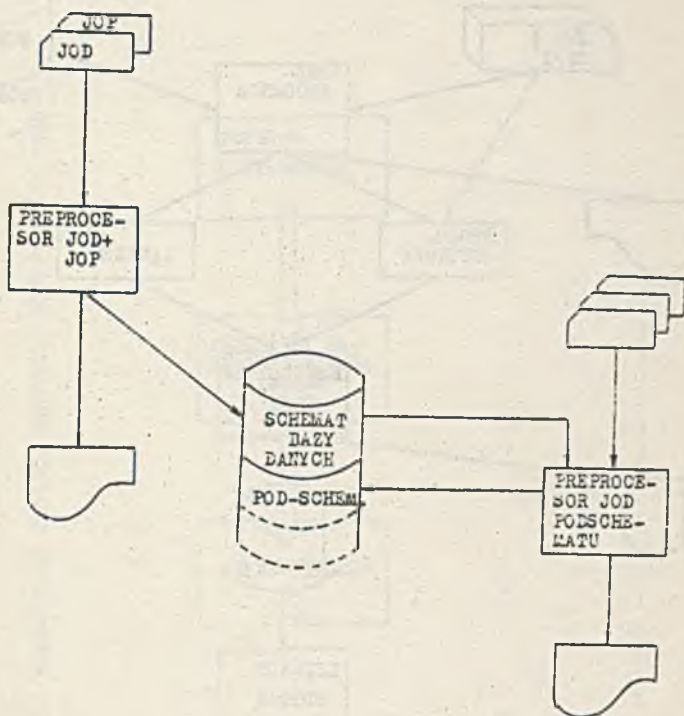 JOP
JOD
PREPROCE-
SOR JOD+
JOP
SCHEMAT
BAZY
DANYCH
POD-SCHEM.
PREPROCE-
SOR JOD
PODSCHE-
MATU